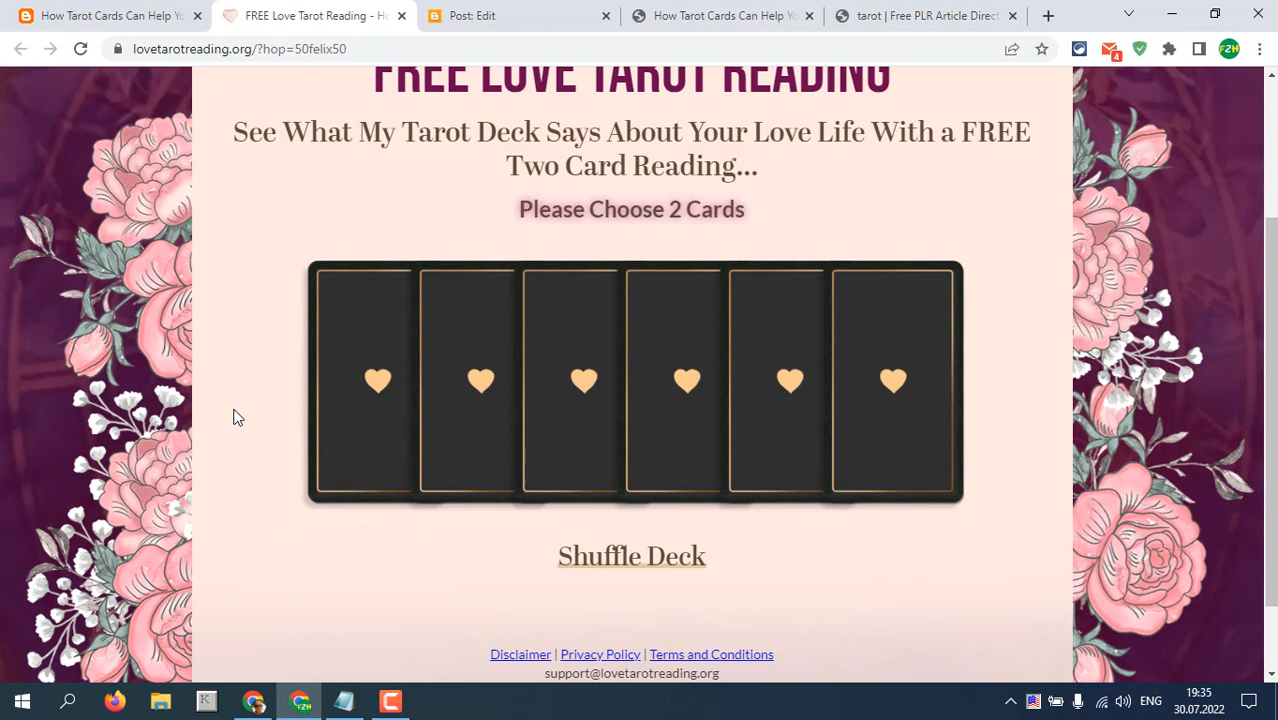 How Tarot Cards Can Help Yo
FREE Love Tarot Reading - H
Post: Edit
How Tarot Cards Can Help Yo
tarot | Free PLR Article Direct
lovetarotreading.org/?hop=50felix50
4
FZH
FREE LOVE TAROT READING
See What My Tarot Deck Says About Your Love Life With a FREE
Two Card Reading...
Please Choose 2 Cards
Shuffle Deck
Disclaimer | Privacy Policy | Terms and Conditions
support@lovetarotreading.org
K
FZH
ENG
19:35
30.07.2022